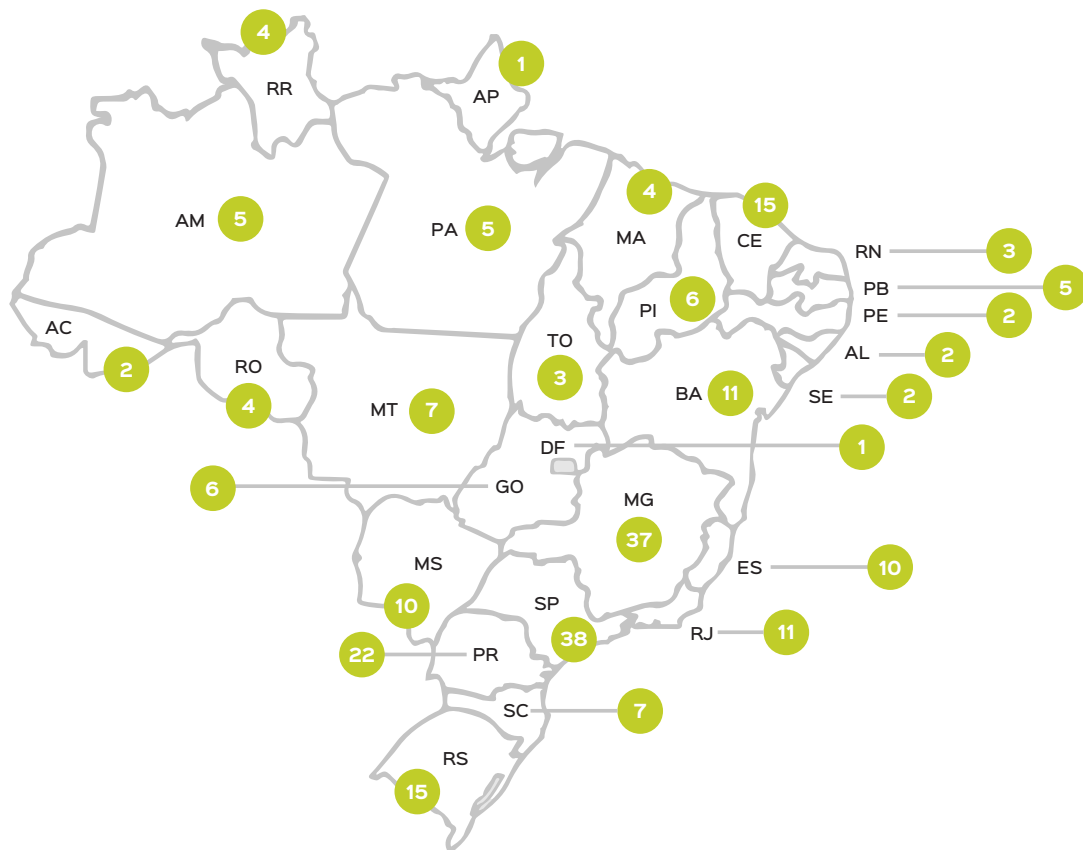 4
RR
1
AP
AM 5
PA 5
4
MA
15
CE
RN 3
PB 5
PE 2
AL 2
SE 2
PI 6
AC
2
RO
4
TO
3
MT 7
BA 11
DF 1
6 GO
MG
37
MS
10
ES 10
SP
38
RJ 11
22 PR
SC 7
RS
15